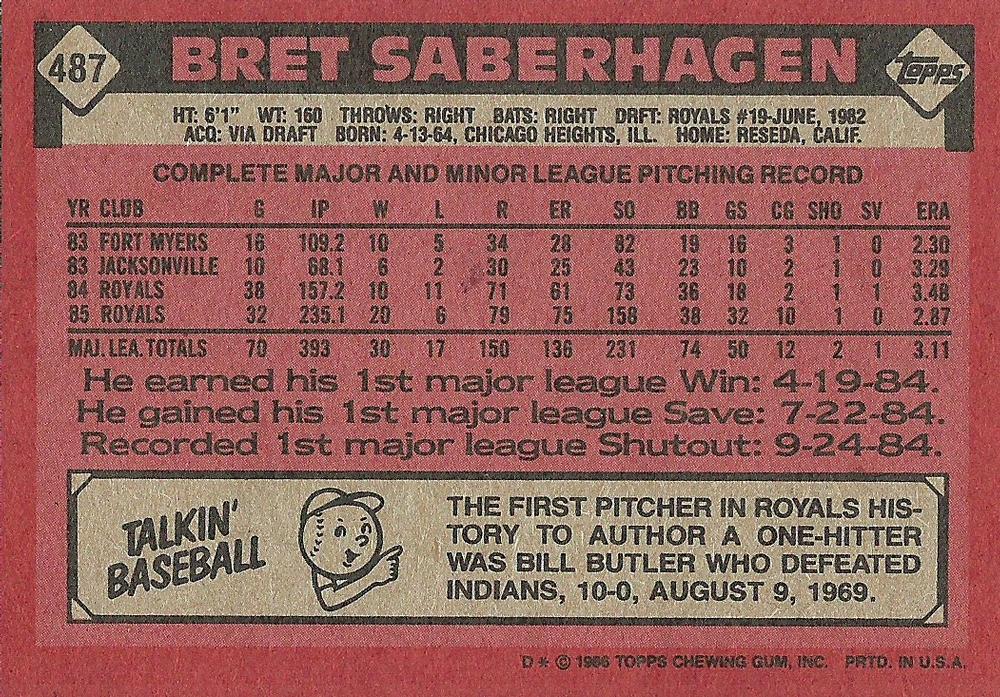 487 BRET SABERHAGEN Topps
HT: 6'1" WT: 160 THROWS: RIGHT BATS: RIGHT DRFT: ROYALS #19-JUNE, 1982
ACQ: VIA DRAFT BORN: 4-13-64, CHICAGO HEIGHTS, ILL. HOME: RESEDA, CALIF.
COMPLETE MAJOR AND MINOR LEAGUE PITCHING RECORD
YR CLUB G IP W L R ER SO BB GS CG SHO SV ERA
83 FORT MYERS 16 109.2 10 5 34 28 82 19 16 3 1 0 2.30
83 JACKSONVILLE 10 68.1 6 2 30 25 43 23 10 2 1 0 3.29
84 ROYALS 38 157.2 10 11 71 61 73 36 18 2 1 1 3.48
85 ROYALS 32 235.1 20 6 79 75 158 38 32 10 1 0 2.87
MAJ. LEA. TOTALS 70 393 30 17 150 136 231 74 50 12 2 1 3.11
He earned his 1st major league Win: 4-19-84.
He gained his 1st major league Save: 7-22-84.
Recorded 1st major league Shutout: 9-24-84.
TALKIN'
BASEBALL
THE FIRST PITCHER IN ROYALS HIS-
TORY TO AUTHOR A ONE-HITTER
WAS BILL BUTLER WHO DEFEATED
INDIANS, 10-0, AUGUST 9, 1969.
D * © 1986 TOPPS CHEWING GUM, INC. PRTD. IN U.S.A.